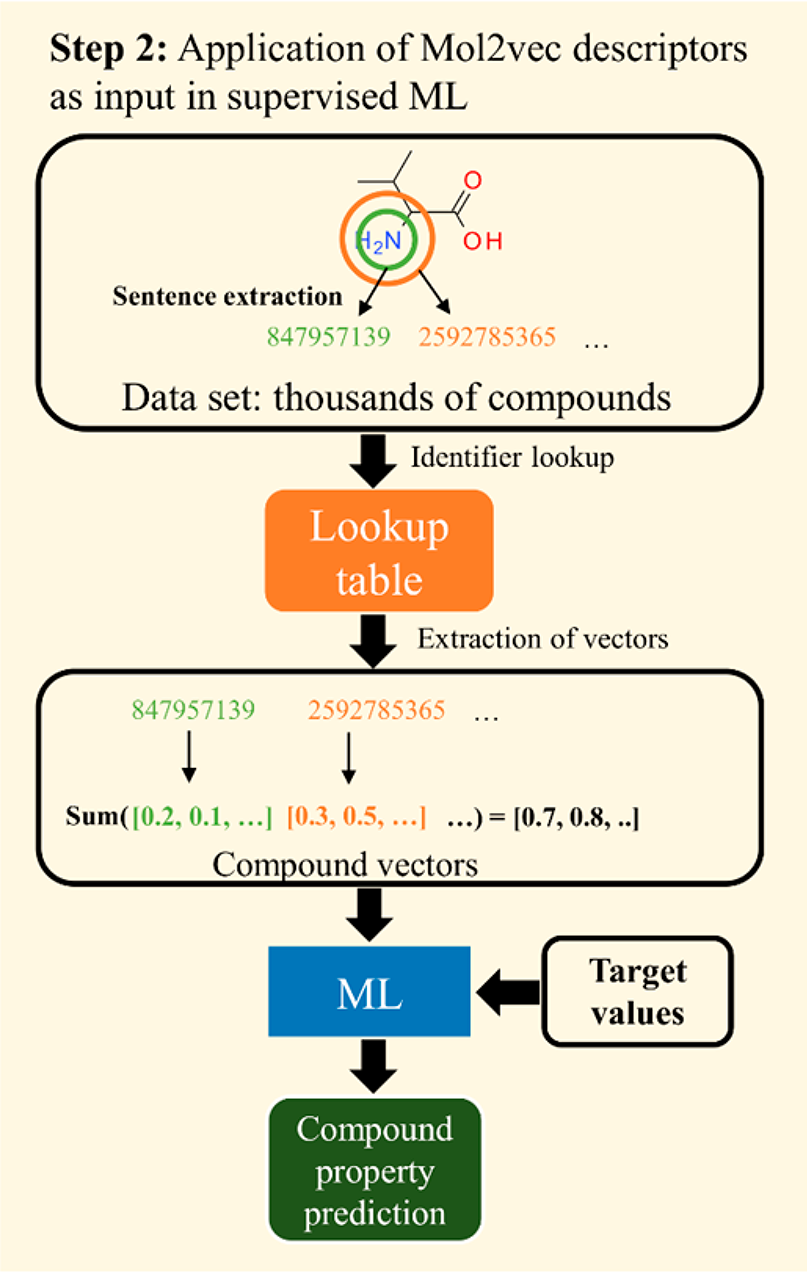 Step 2: Application of Mol2vec descriptors
as input in supervised ML
O
H₂N
OH
Sentence extraction
847957139 2592785365 ...
Data set: thousands of compounds
Identifier lookup
Lookup
table
Extraction of vectors
847957139 2592785365 ...
Sum([0.2, 0.1, ...] [0.3, 0.5, ...] ...) = [0.7, 0.8, ..]
Compound vectors
ML
Target
values
Compound
property
prediction